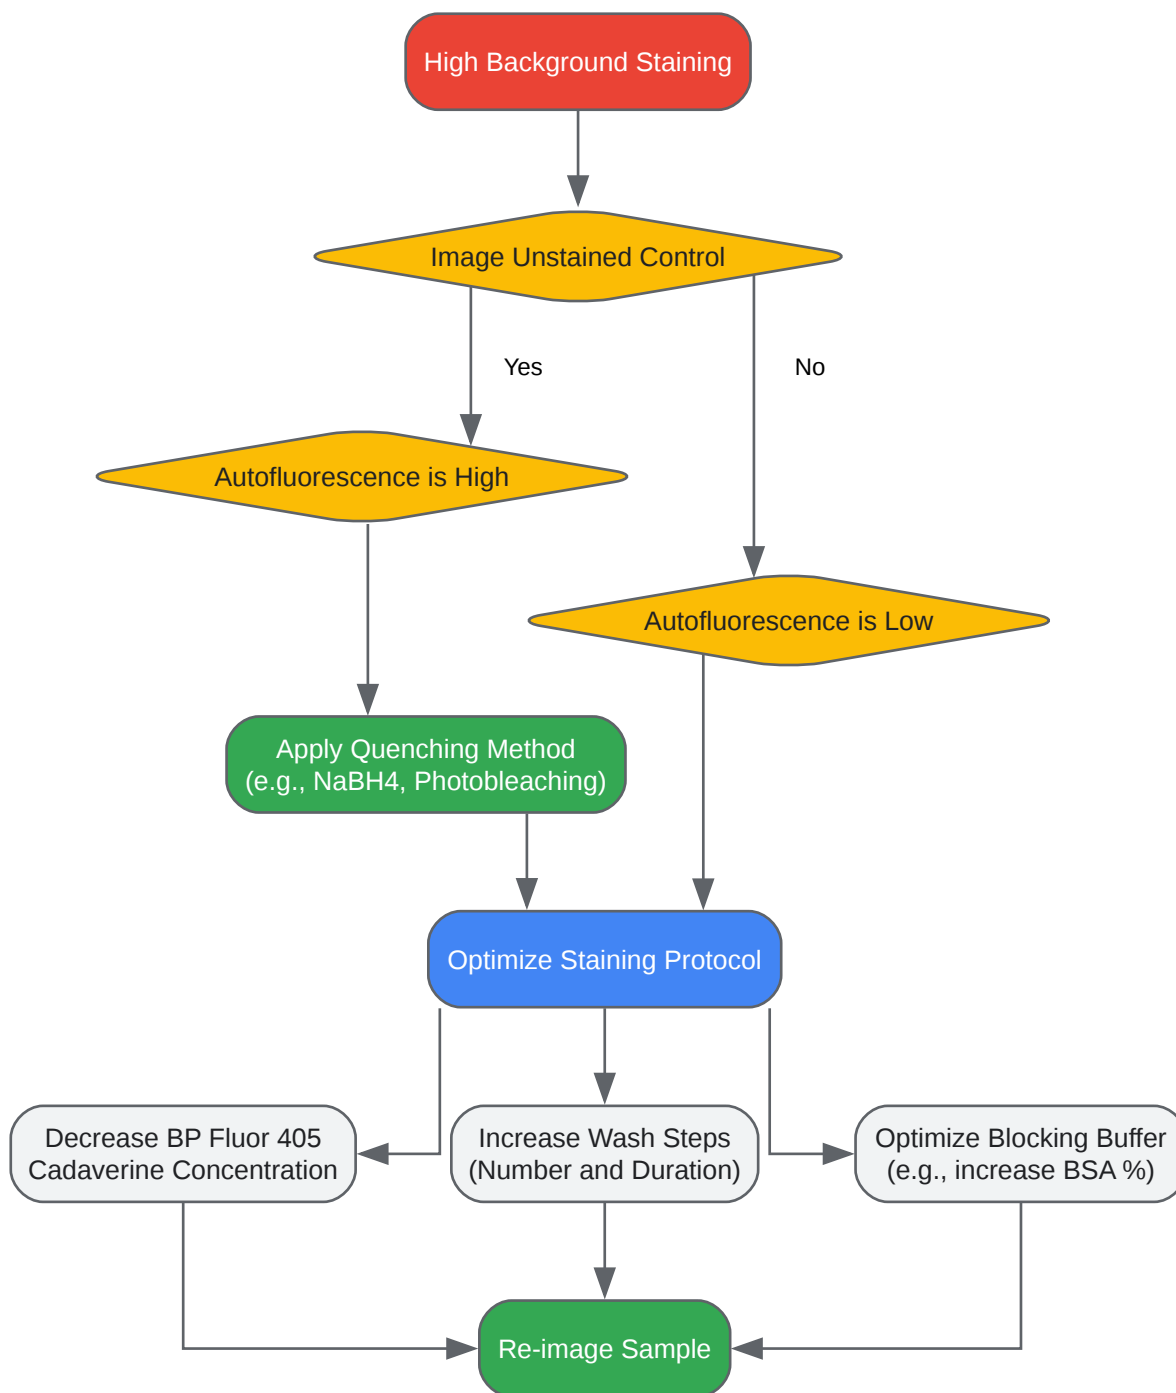 High Background Staining
Image Unstained Control
Yes
No
Autofluorescence is High
Autofluorescence is Low
Apply Quenching Method
(e.g., NaBH4, Photobleaching)
Optimize Staining Protocol
Decrease BP Fluor 405
Cadaverine Concentration
Increase Wash Steps
(Number and Duration)
Optimize Blocking Buffer
(e.g., increase BSA %)
Re-image Sample